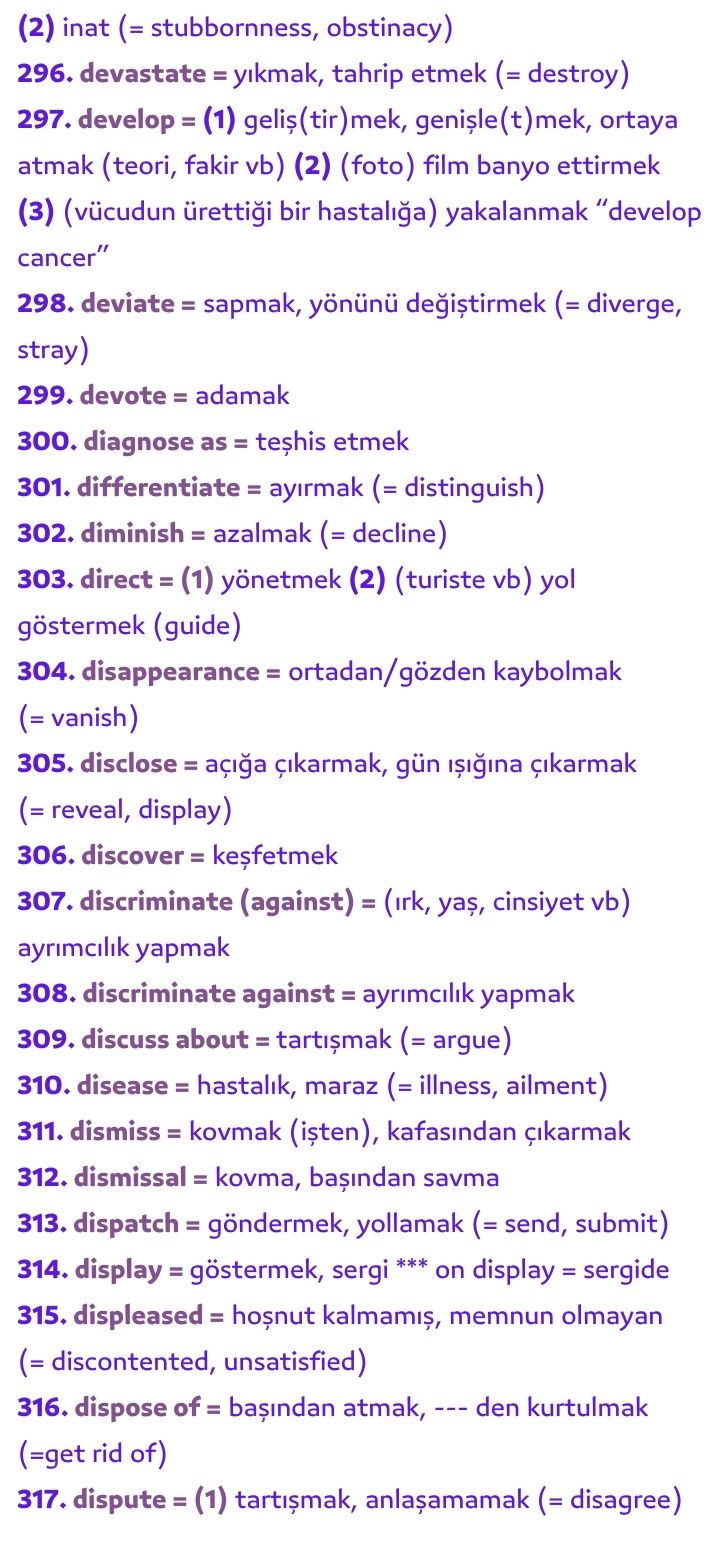 (2) inat (= stubbornness, obstinacy)
296. devastate = yıkmak, tahrip etmek (= destroy)
297. develop = (1) geliş(tir)mek, genişle(t)mek, ortaya
atmak (teori, fakir vb) (2) (foto) film banyo ettirmek
(3) (vücudun ürettiği bir hastalığa) yakalanmak “develop
cancer”
298. deviate = sapmak, yönünü değiştirmek (= diverge,
stray)
299. devote = adamak
300. diagnose as = teşhis etmek
301. differentiate = ayırmak (= distinguish)
302. diminish = azalmak (= decline)
303. direct = (1) yönetmek (2) (turiste vb) yol
göstermek (guide)
304. disappearance = ortadan/gözden kaybolmak
(= vanish)
305. disclose = açığa çıkarmak, gün ışığına çıkarmak
(= reveal, display)
306. discover = keşfetmek
307. discriminate (against) = (ırk, yaş, cinsiyet vb)
ayrımcılık yapmak
308. discriminate against = ayrımcılık yapmak
309. discuss about = tartışmak (= argue)
310. disease = hastalık, maraz (= illness, ailment)
311. dismiss = kovmak (işten), kafasından çıkarmak
312. dismissal = kovma, başından savma
313. dispatch = göndermek, yollamak (= send, submit)
314. display = göstermek, sergi *** on display = sergide
315. displeased = hoşnut kalmamış, memnun olmayan
(= discontented, unsatisfied)
316. dispose of = başından atmak, --- den kurtulmak
(=get rid of)
317. dispute = (1) tartışmak, anlaşamamak (= disagree)